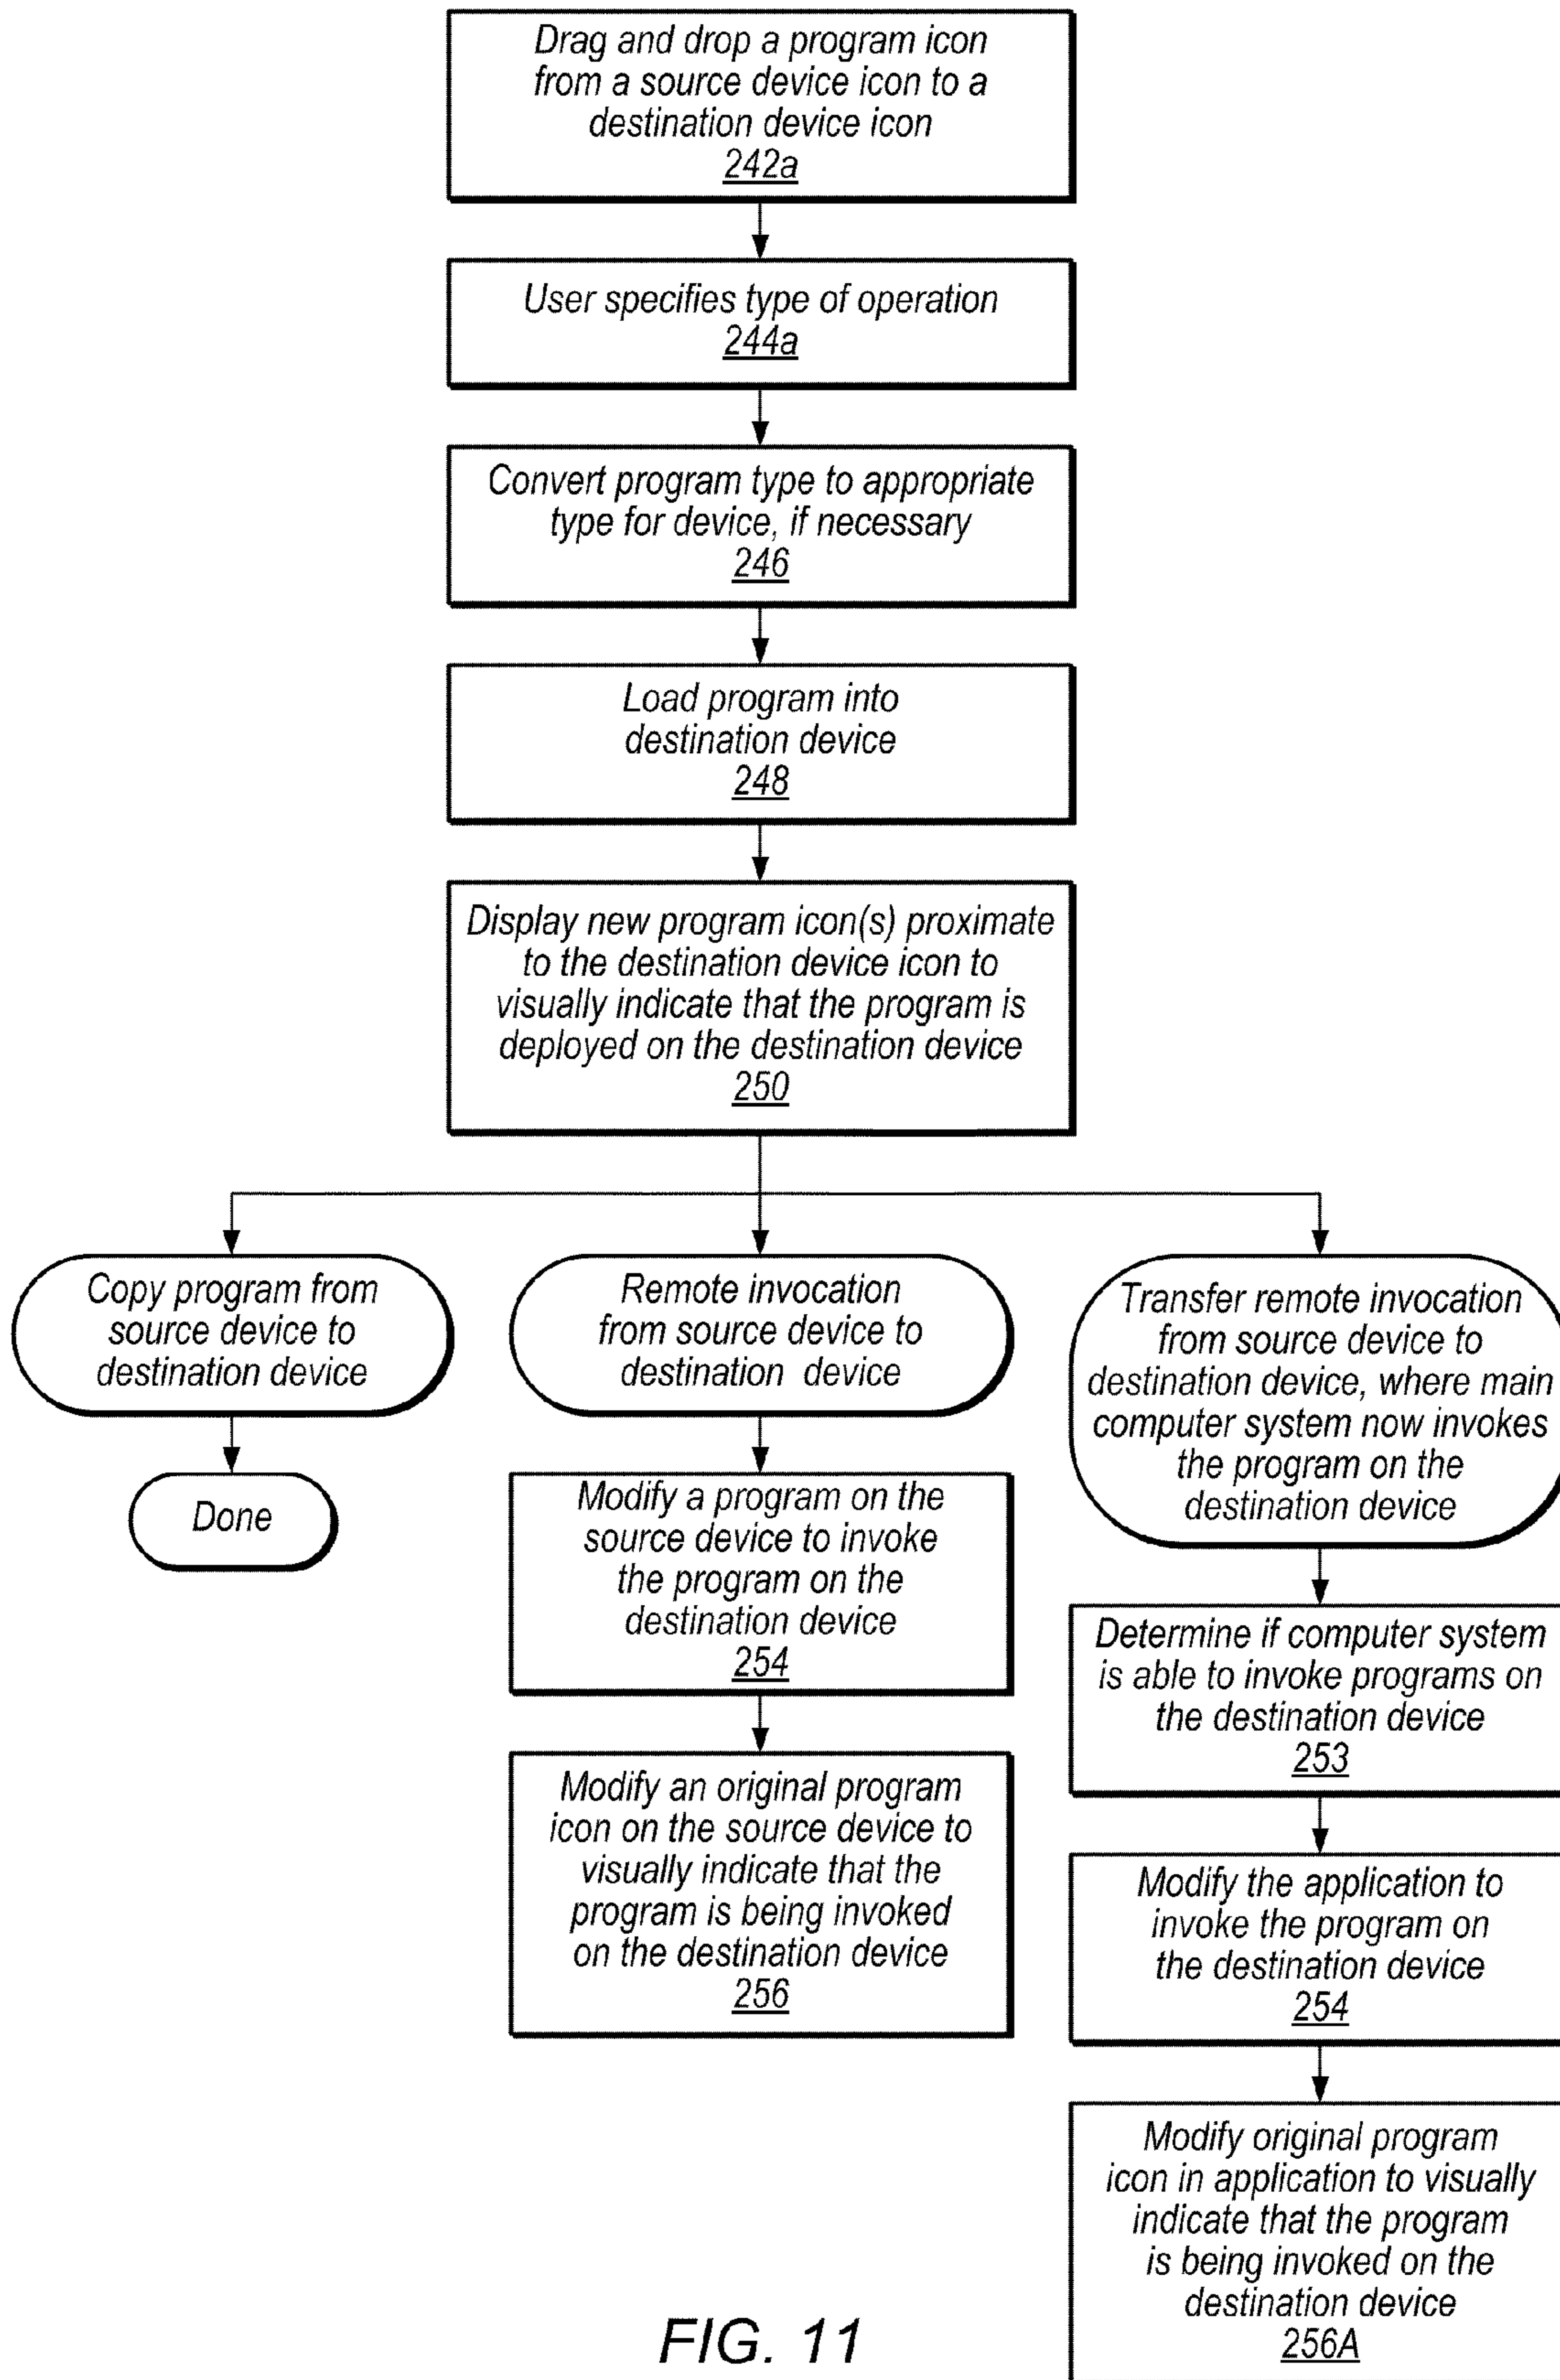 Drag and drop a program icon
from a source device icon to a
destination device icon
242a
User specifies type of operation
244a
Convert program type to appropriate
type for device, if necessary
246
Load program into
destination device
248
Display new program icon(s) proximate
to the destination device icon to
visually indicate that the program is
deployed on the destination device
250
Copy program from
source device to
destination device
Done
Remote invocation
from source device to
destination device
Modify a program on the
source device to invoke
the program on the
destination device
254
Modify an original program
icon on the source device to
visually indicate that the
program is being invoked
on the destination device
256
Transfer remote invocation
from source device to
destination device, where main
computer system now invokes
the program on the
destination device
Determine if computer system
is able to invoke programs on
the destination device
253
Modify the application to
invoke the program on
the destination device
254
Modify original program
icon in application to visually
indicate that the program
is being invoked on the
destination device
256A
FIG. 11